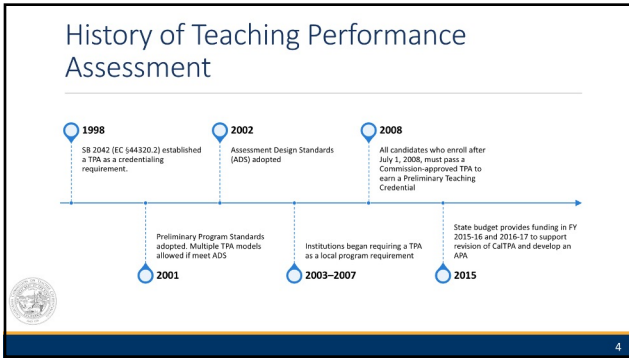 History of Teaching Performance
Assessment
1998
SB 2042 (EC §44320.2) established
a TPA as a credentialing
requirement.
2002
Assessment Design Standards
(ADS) adopted
2008
All candidates who enroll after
July 1, 2008, must pass a
Commission-approved TPA to
earn a Preliminary Teaching
Credential
Preliminary Program Standards
adopted. Multiple TPA models
allowed if meet ADS
2001
Institutions began requiring a TPA
as a local program requirement
2003–2007
State budget provides funding in FY
2015-16 and 2016-17 to support
revision of CalTPA and develop an
APA
2015
4